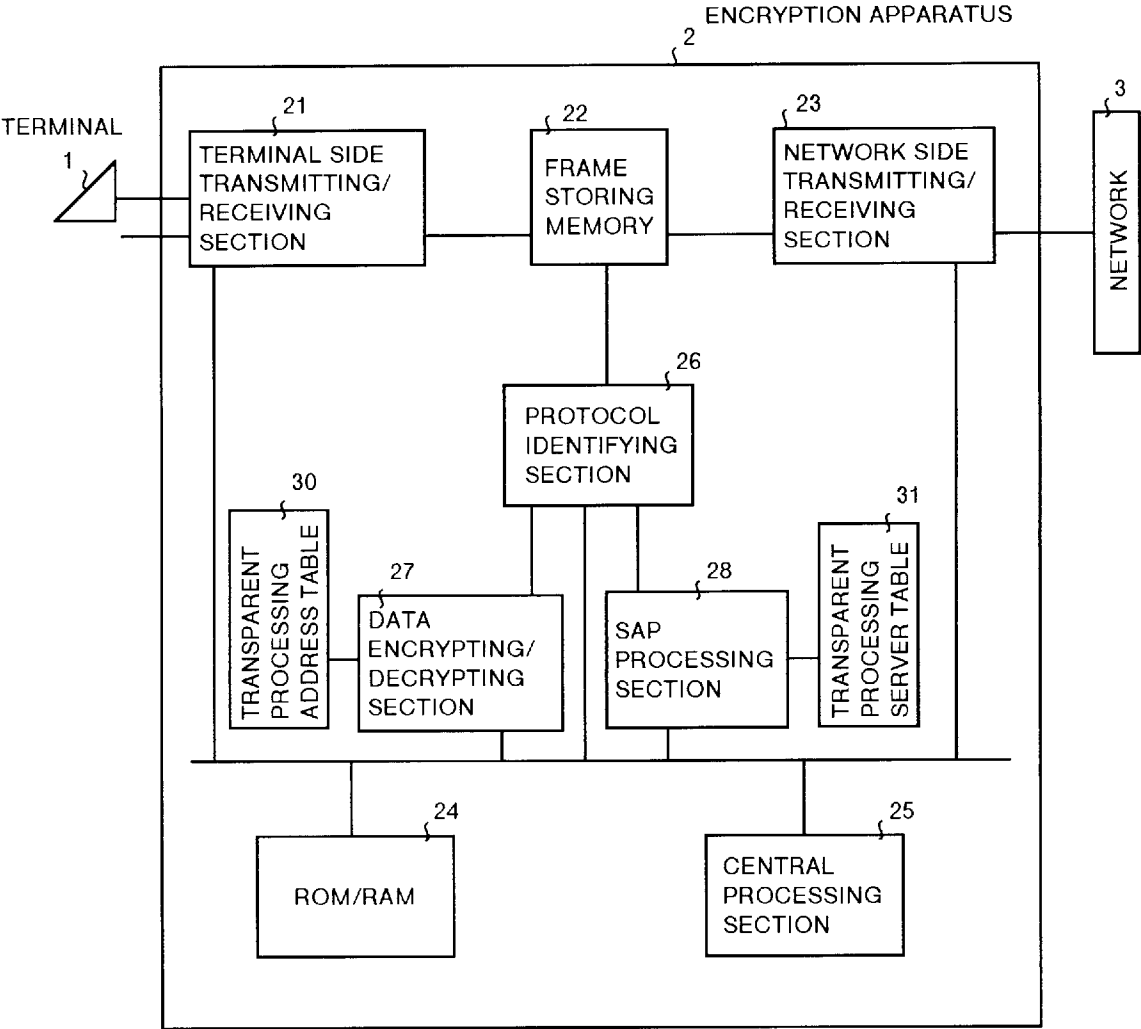 ENCRYPTION APPARATUS
2
TERMINAL
1
21
TERMINAL SIDE
TRANSMITTING/
RECEIVING
SECTION
22
FRAME
STORING
MEMORY
23
NETWORK SIDE
TRANSMITTING/
RECEIVING
SECTION
3
NETWORK
26
PROTOCOL
IDENTIFYING
SECTION
30
TRANSPARENT
PROCESSING
ADDRESS TABLE
27
DATA
ENCRYPTING/
DECRYPTING
SECTION
28
SAP
PROCESSING
SECTION
31
TRANSPARENT
PROCESSING
SERVER TABLE
24
ROM/RAM
25
CENTRAL
PROCESSING
SECTION